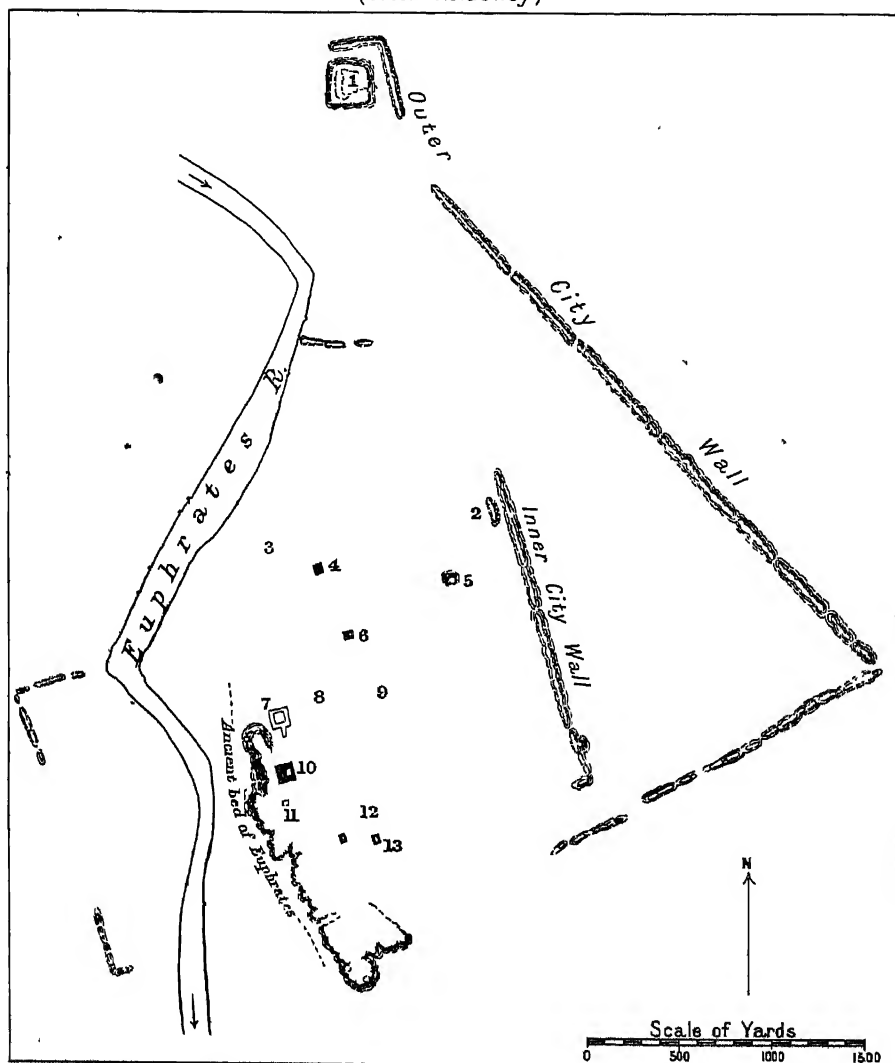 1
Outer
City
Wall
Euphrates R.
2
Inner City Wall
3
4
5
6
7
8
9
10
Ancient bed of Euphrates
11
12
13
N
Scale of Yards
0 500 1000 1500